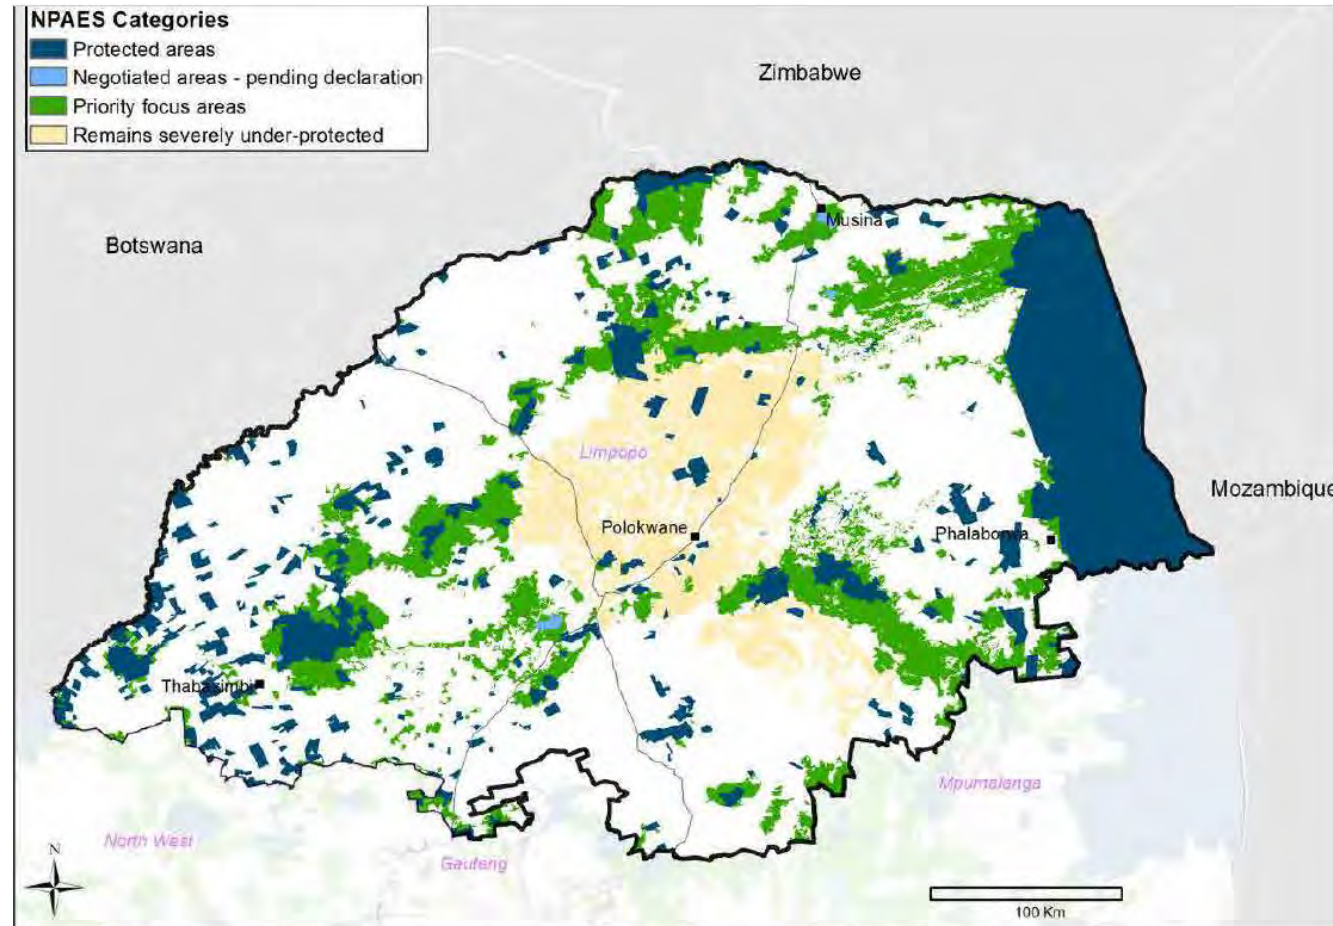 NPAES Categories
Protected areas
Negotiated areas - pending declaration
Priority focus areas
Remains severely under-protected
Zimbabwe
Botswana
Musina
Limpopo
Mozambique
Polokwane
Phalaborwa
Thabazimbi
Mpumalanga
North West
Gauteng
N
100 Km